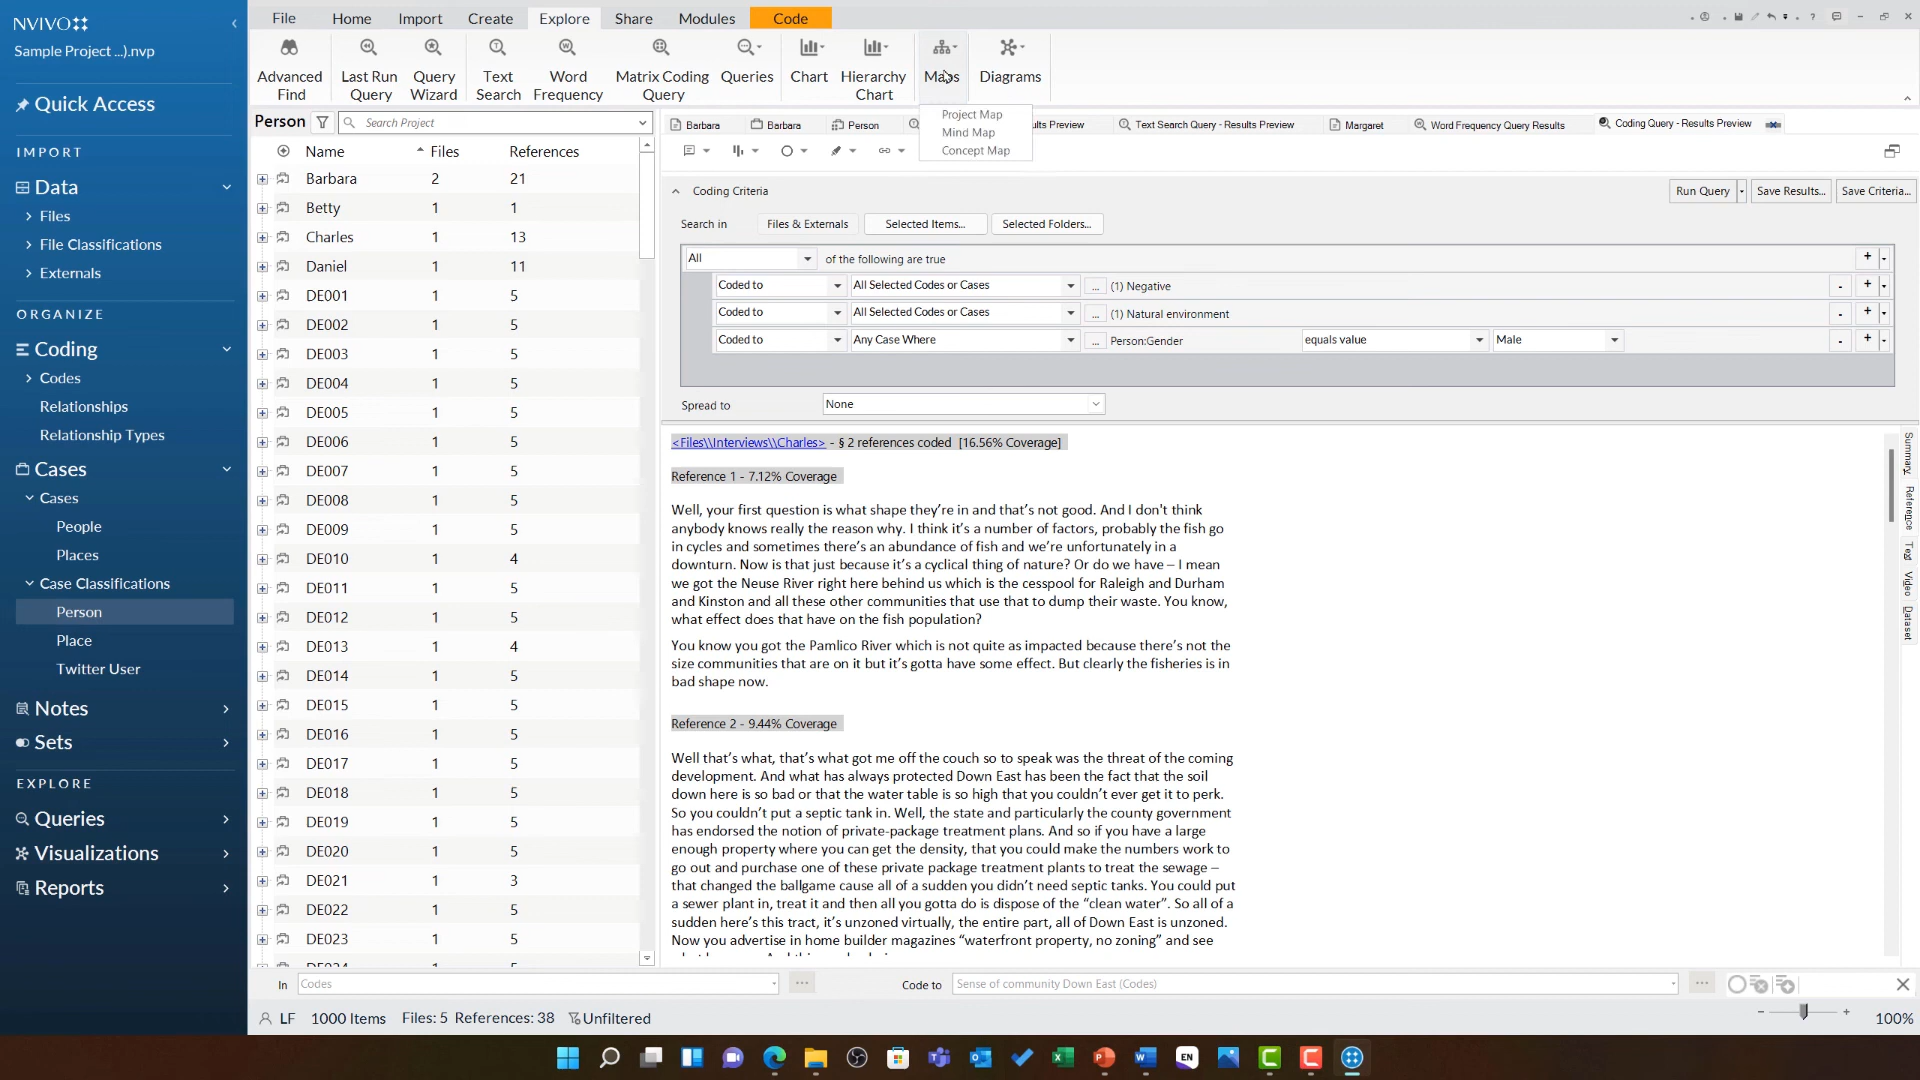 NVIVO
Sample Project ...).nvp
Quick Access
IMPORT
Data
Files
File Classifications
Externals
ORGANIZE
Coding
Codes
Relationships
Relationship Types
Cases
Cases
People
Places
Case Classifications
Person
Place
Twitter User
Notes
Sets
EXPLORE
Queries
Visualizations
Reports
File Home Import Create Explore Share Modules Code
Advanced Find
Last Run Query
Query Wizard
Text Search
Word Frequency
Matrix Coding Query
Queries
Chart
Hierarchy Chart
Maps
Diagrams
Project Map
Mind Map
Concept Map
Person
Search Project
Name Files References
Barbara 2 21
Betty 1 1
Charles 1 13
Daniel 1 11
DE001 1 5
DE002 1 5
DE003 1 5
DE004 1 5
DE005 1 5
DE006 1 5
DE007 1 5
DE008 1 5
DE009 1 5
DE010 1 4
DE011 1 5
DE012 1 5
DE013 1 4
DE014 1 5
DE015 1 5
DE016 1 5
DE017 1 5
DE018 1 5
DE019 1 5
DE020 1 5
DE021 1 3
DE022 1 5
DE023 1 5
Barbara Barbara Person ults Preview Text Search Query - Results Preview Margaret Word Frequency Query Results Coding Query - Results Preview
Coding Criteria
Run Query Save Results... Save Criteria...
Search in Files & Externals Selected Items... Selected Folders...
All of the following are true
Coded to All Selected Codes or Cases ... (1) Negative
Coded to All Selected Codes or Cases ... (1) Natural environment
Coded to Any Case Where ... Person:Gender equals value Male
Spread to None
<Files\\Interviews\\Charles> - § 2 references coded [16.56% Coverage]
Reference 1 - 7.12% Coverage
Well, your first question is what shape they're in and that's not good. And I don't think
anybody knows really the reason why. I think it's a number of factors, probably the fish go
in cycles and sometimes there's an abundance of fish and we're unfortunately in a
downturn. Now is that just because it's a cyclical thing of nature? Or do we have – I mean
we got the Neuse River right here behind us which is the cesspool for Raleigh and Durham
and Kinston and all these other communities that use that to dump their waste. You know,
what effect does that have on the fish population?
You know you got the Pamlico River which is not quite as impacted because there's not the
size communities that are on it but it's gotta have some effect. But clearly the fisheries is in
bad shape now.
Reference 2 - 9.44% Coverage
Well that's what, that's what got me off the couch so to speak was the threat of the coming
development. And what has always protected Down East has been the fact that the soil
down here is so bad or that the water table is so high that you couldn't ever get it to perk.
So you couldn't put a septic tank in. Well, the state and particularly the county government
has endorsed the notion of private-package treatment plans. And so if you have a large
enough property where you can get the density, that you could make the numbers work to
go out and purchase one of these private package treatment plants to treat the sewage –
that changed the ballgame cause all of a sudden you didn't need septic tanks. You could put
a sewer plant in, treat it and then all you gotta do is dispose of the “clean water”. So all of a
sudden here's this tract, it's unzoned virtually, the entire part, all of Down East is unzoned.
Now you advertise in home builder magazines “waterfront property, no zoning” and see
Summary
Reference
Text
Video
Dataset
In Codes ... Code to Sense of community Down East (Codes) ...
LF 1000 Items Files: 5 References: 38 Unfiltered 100%
EN